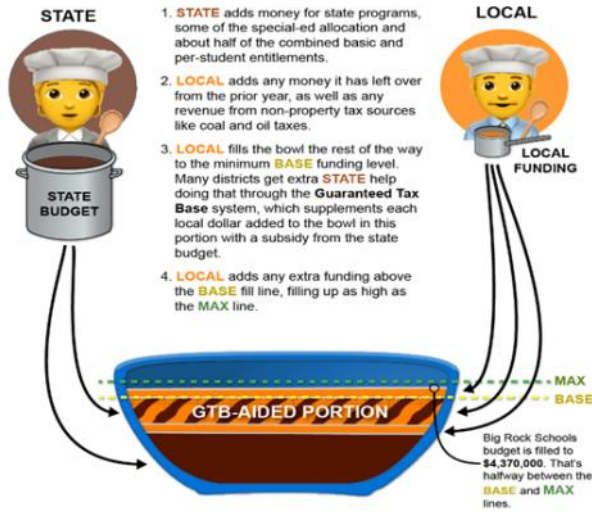 STATE
LOCAL
1. STATE adds money for state programs,
some of the special-ed allocation and
about half of the combined basic and
per-student entitlements.
2. LOCAL adds any money it has left over
from the prior year, as well as any
revenue from non-property tax sources
like coal and oil taxes.
3. LOCAL fills the bowl the rest of the way
to the minimum BASE funding level.
Many districts get extra STATE help
doing that through the Guaranteed Tax
Base system, which supplements each
local dollar added to the bowl in this
portion with a subsidy from the state
budget.
4. LOCAL adds any extra funding above
the BASE fill line, filling up as high as
the MAX line.
STATE
BUDGET
LOCAL
FUNDING
MAX
BASE
GTB-AIDED PORTION
Big Rock Schools
budget is filled to
$4,370,000. That's
halfway between the
BASE and MAX
lines.